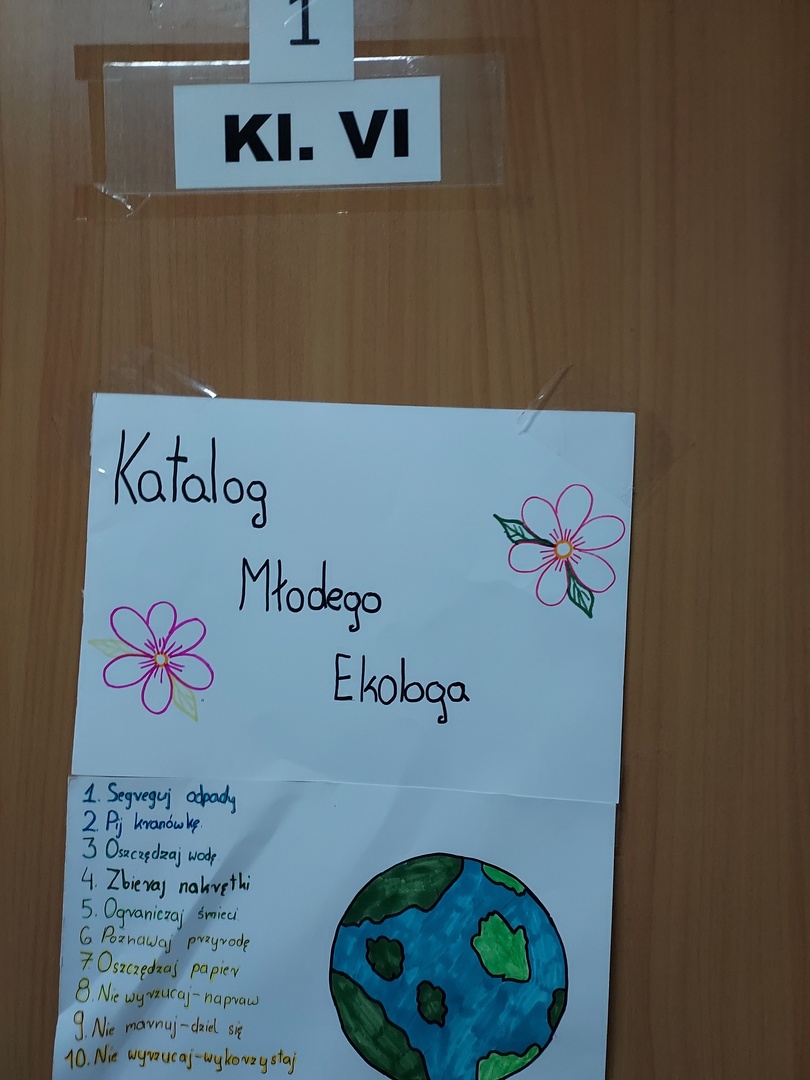 1
Kl. VI
Katalog
Młodego
Ekologa
1. Segreguj odpady
2. Pij kranówkę.
3 Oszczędzaj wodę
4. Zbieraj nakrętki
5. Ograniczaj śmieci
6 Poznawaj przyrodę
7 Oszczędzaj papier
8. Nie wyrzucaj-napraw
9. Nie marnuj-dziel się
10. Nie wyrzucaj-wykorzystaj